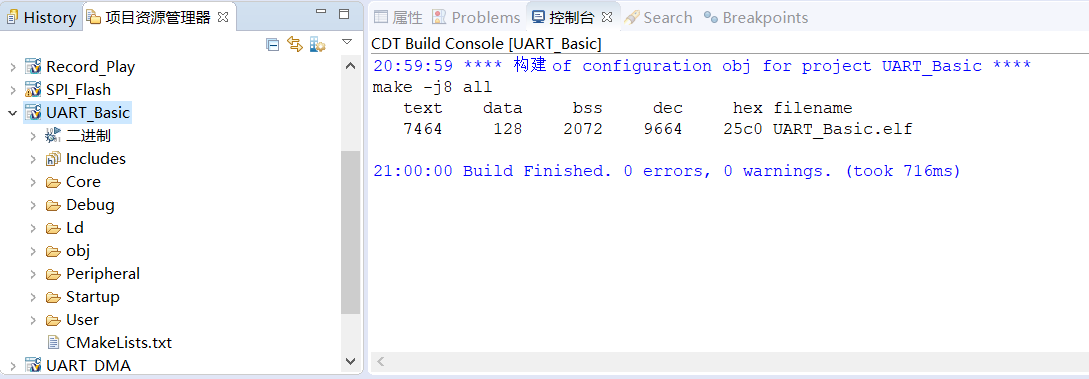 History 项目资源管理器
Record_Play
SPI_Flash
UART_Basic
二进制
Includes
Core
Debug
Ld
obj
Peripheral
Startup
User
CMakeLists.txt
UART_DMA
属性 Problems 控制台 Search Breakpoints
CDT Build Console [UART_Basic]
20:59:59 **** 构建 of configuration obj for project UART_Basic ****
make -j8 all
text data bss dec hex filename
7464 128 2072 9664 25c0 UART_Basic.elf
21:00:00 Build Finished. 0 errors, 0 warnings. (took 716ms)